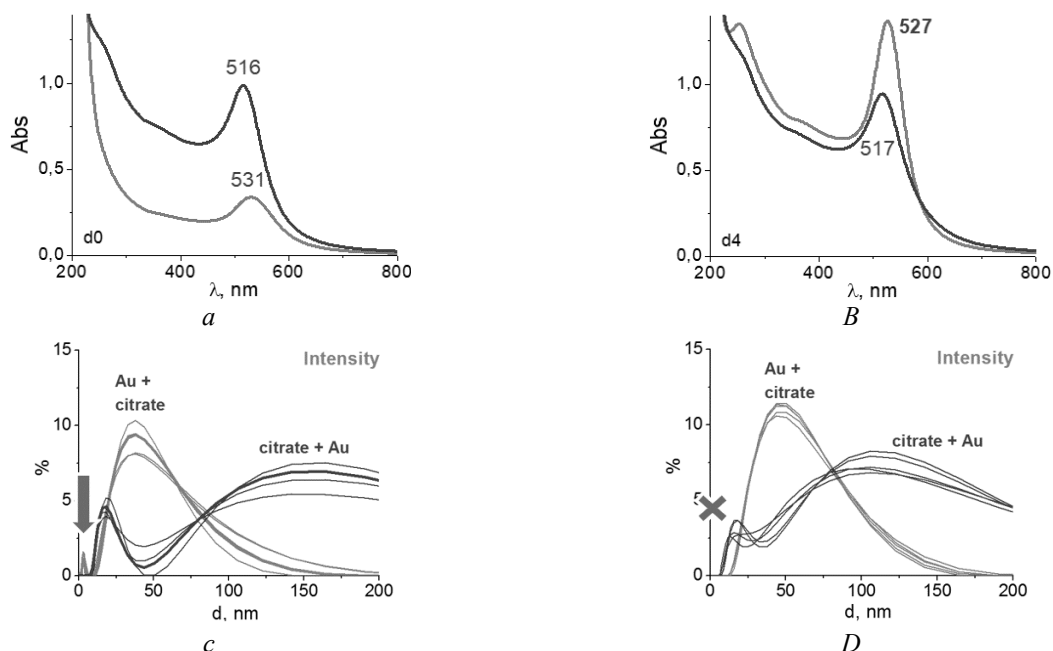 516
531
1,0
0,5
0,0
Abs
d0
200 400 600 800
λ, nm
a
527
517
1,0
0,5
0,0
Abs
d4
200 400 600 800
λ, nm
B
15
10
5
0
%
Intensity
Au +
citrate
citrate + Au
0 50 100 150 200
d, nm
c
15
10
5
0
%
Intensity
Au +
citrate
citrate + Au
0 50 100 150 200
d, nm
D